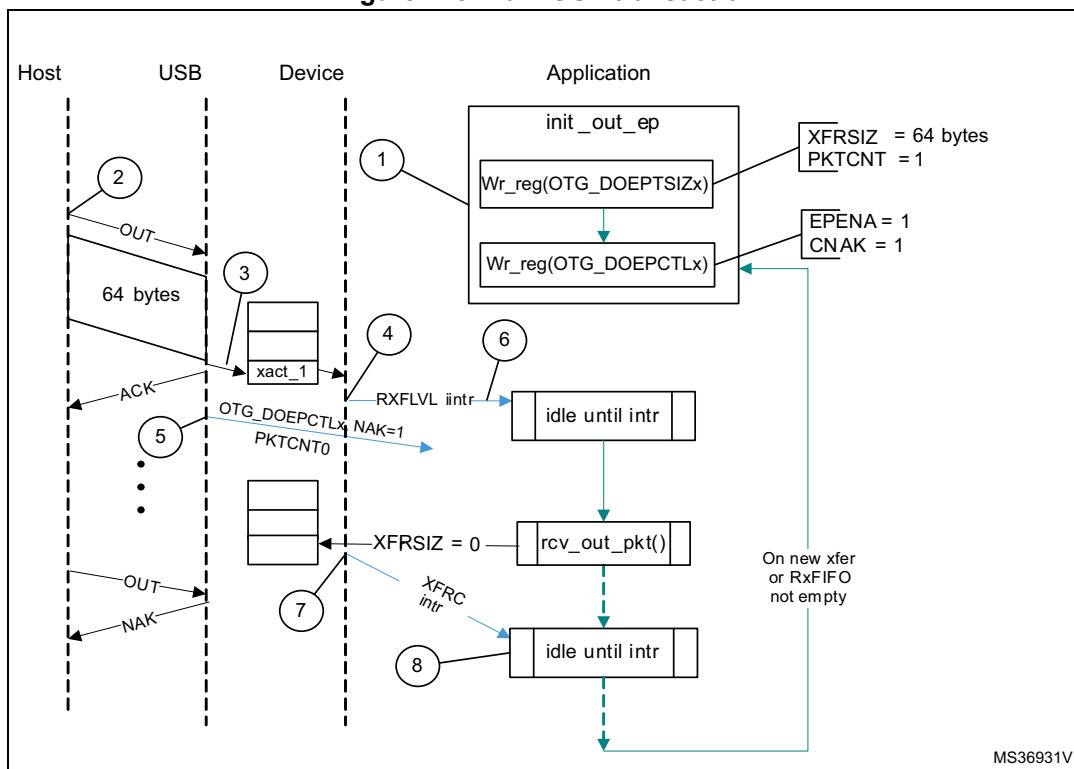 Host USB Device Application
init _out_ep
XFRSIZ = 64 bytes
PKTCNT = 1
1
Wr_reg(OTG_DOEPTSIZx)
2
OUT
EPENA = 1
CNAK = 1
Wr_reg(OTG_DOEPCTLx)
3
64 bytes
4
6
xact_1
ACK
RXFLVL iintr
idle until intr
OTG_DOEPCTLx, NAK=1
PKTCNT0
5
XFRSIZ = 0
rcv_out_pkt()
On new xfer
or RxFIFO
not empty
OUT
7
XFRC
intr
NAK
8
idle until intr
MS36931V